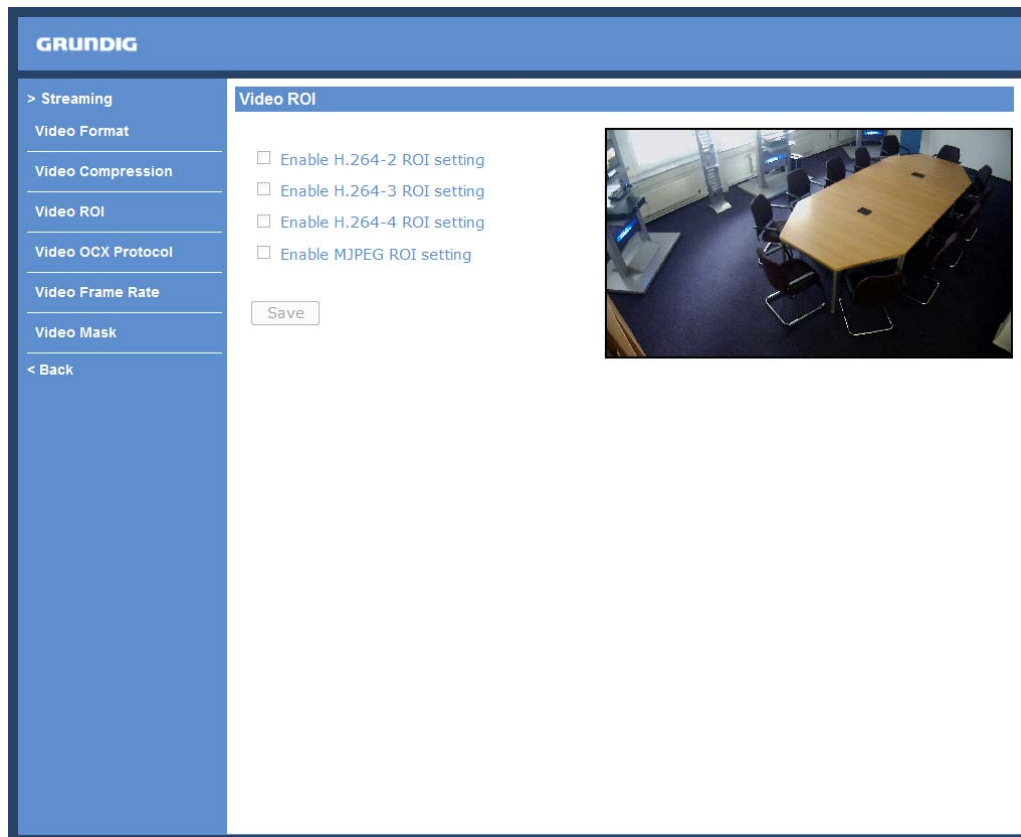 GRUNDIG
> Streaming
Video Format
Video Compression
Video ROI
Video OCX Protocol
Video Frame Rate
Video Mask
< Back
Video ROI
Enable H.264-2 ROI setting
Enable H.264-3 ROI setting
Enable H.264-4 ROI setting
Enable MJPEG ROI setting
Save